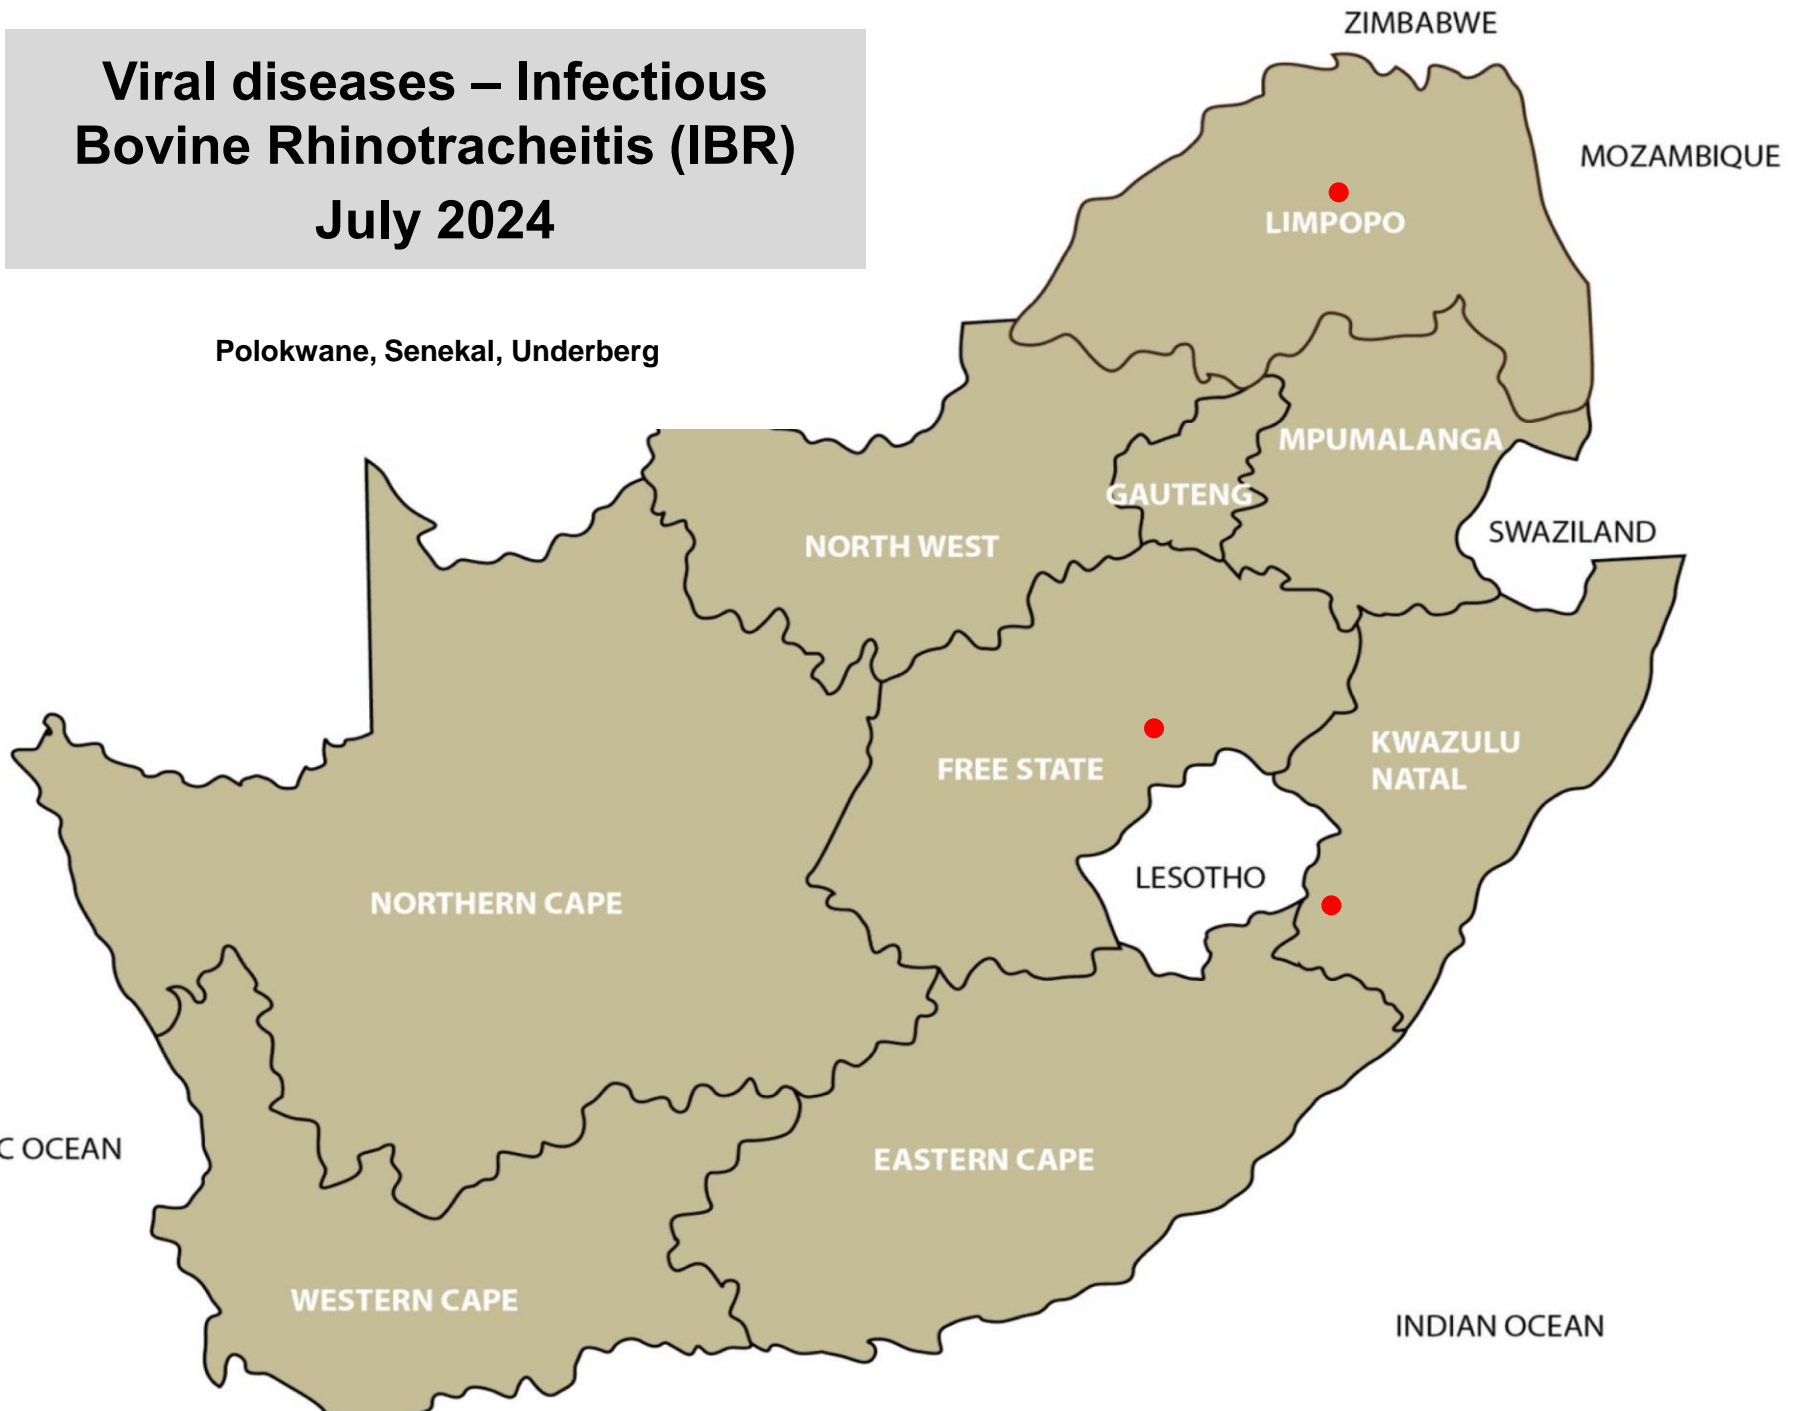 Viral diseases – Infectious
Bovine Rhinotracheitis (IBR)
July 2024
Polokwane, Senekal, Underberg
ZIMBABWE
MOZAMBIQUE
LIMPOPO
MPUMALANGA
GAUTENG
SWAZILAND
NORTH WEST
KWAZULU
NATAL
FREE STATE
LESOTHO
NORTHERN CAPE
C OCEAN
EASTERN CAPE
WESTERN CAPE
INDIAN OCEAN